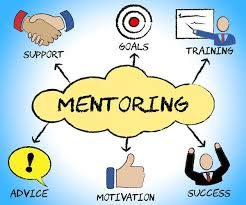 GOALS
SUPPORT
TRAINING
MENTORING
ADVICE
MOTIVATION
SUCCESS